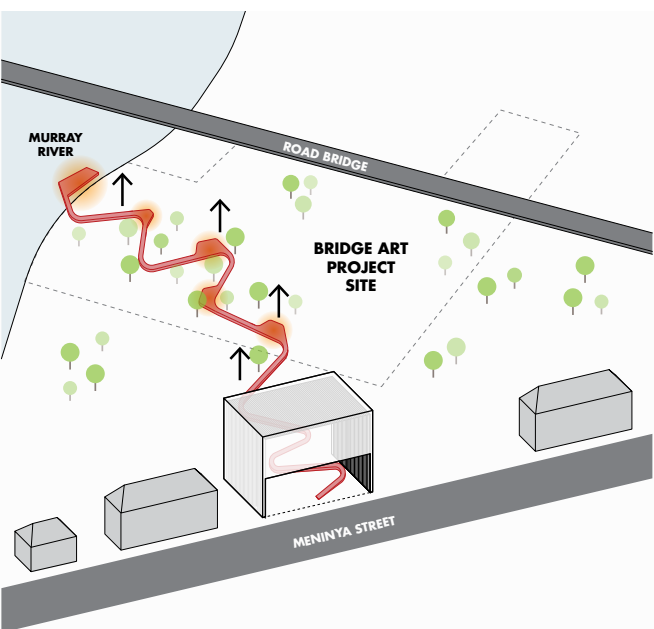 MURRAY
RIVER
ROAD BRIDGE
BRIDGE ART
PROJECT
SITE
MENINYA STREET